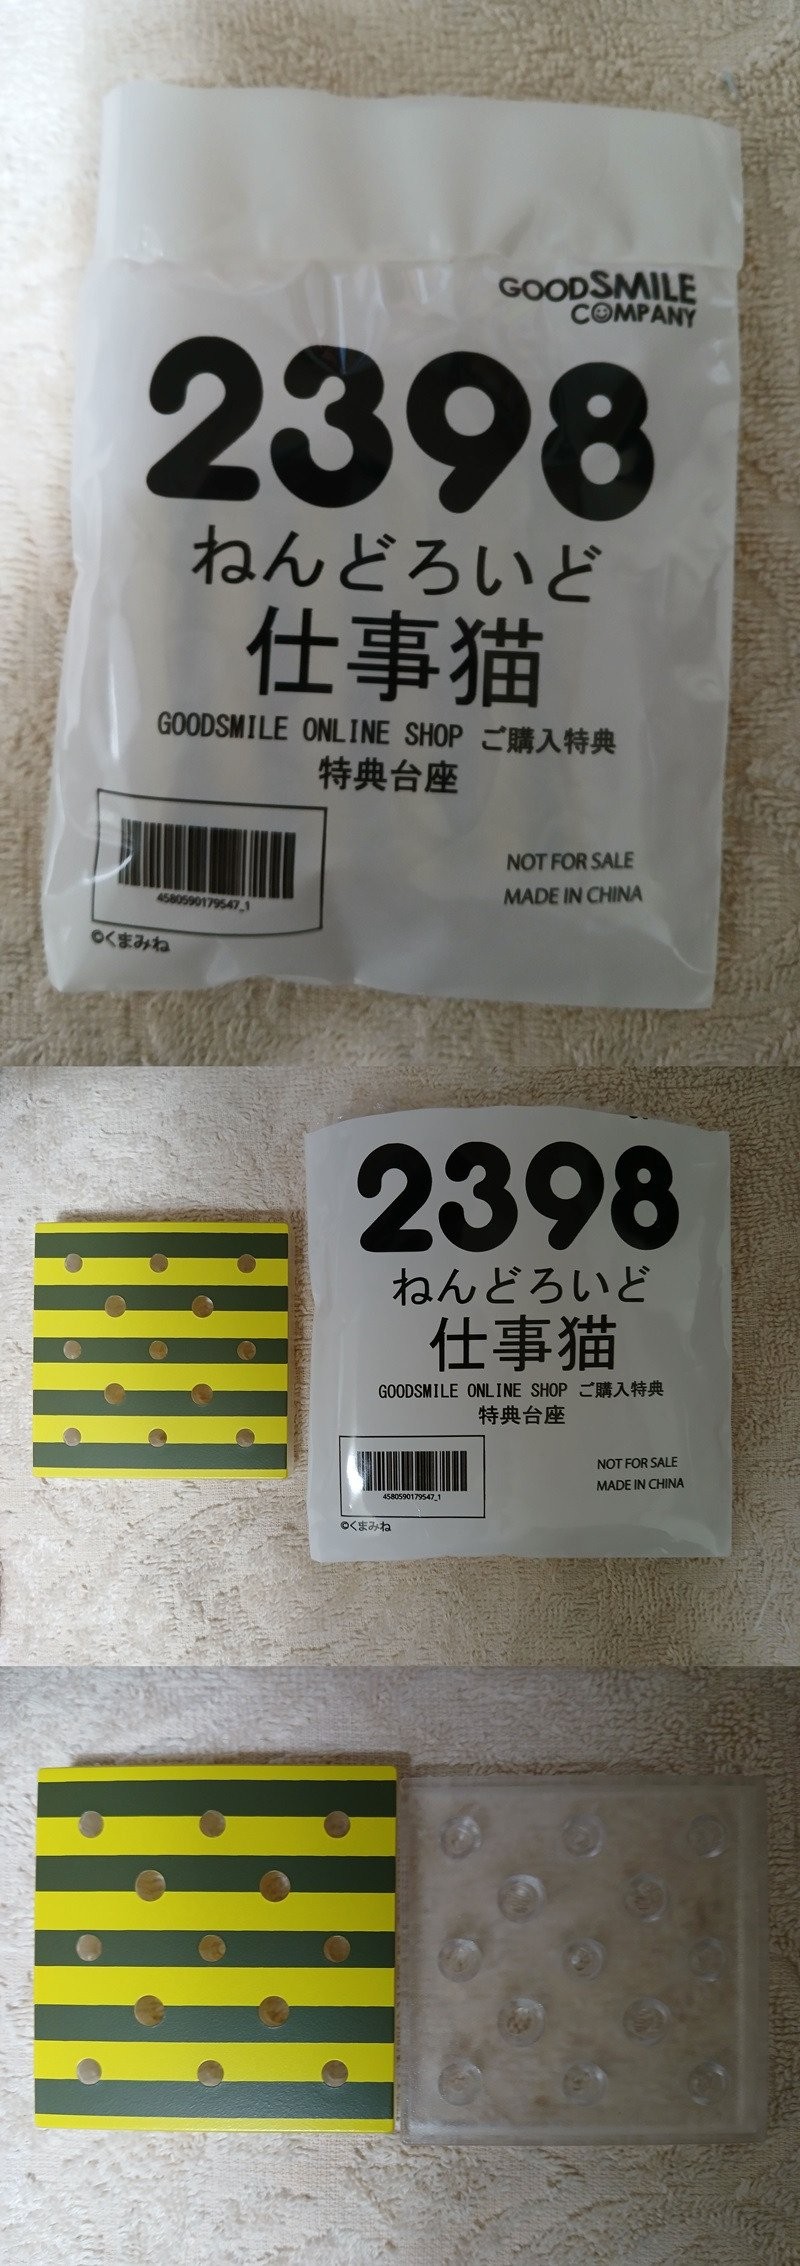 GOODSMILE
COMPANY
2398
ねんどろいど
仕事猫
GOODSMILE ONLINE SHOP ご購入特典
特典台座
4580590179547_1
NOT FOR SALE
MADE IN CHINA
©くまみね
2398
ねんどろいど
仕事猫
GOODSMILE ONLINE SHOP ご購入特典
特典台座
4580590179547_1
NOT FOR SALE
MADE IN CHINA
©くまみね